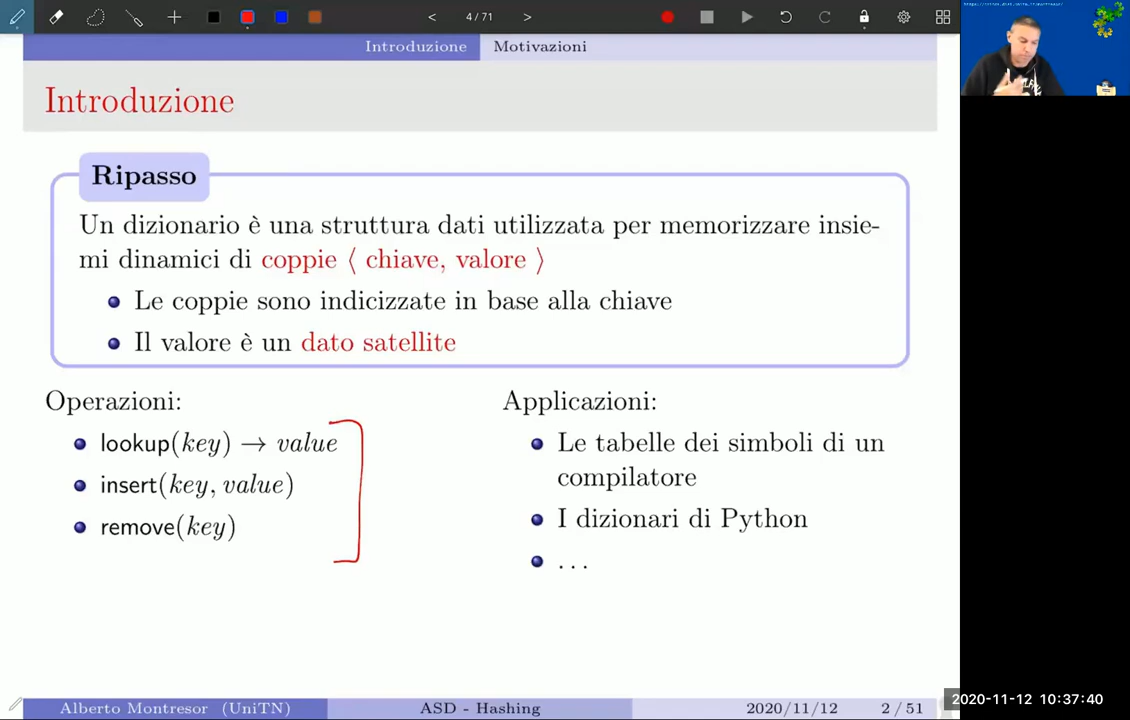 4 / 71
Introduzione Motivazioni
Introduzione
Ripasso
Un dizionario è una struttura dati utilizzata per memorizzare insie-
mi dinamici di coppie ⟨ chiave, valore ⟩
Le coppie sono indicizzate in base alla chiave
Il valore è un dato satellite
Operazioni:
lookup(key) → value
insert(key, value)
remove(key)
Applicazioni:
Le tabelle dei simboli di un
compilatore
I dizionari di Python
. . .
Alberto Montresor (UniTN) ASD - Hashing 2020/11/12 2 / 51
2020-11-12 10:37:40